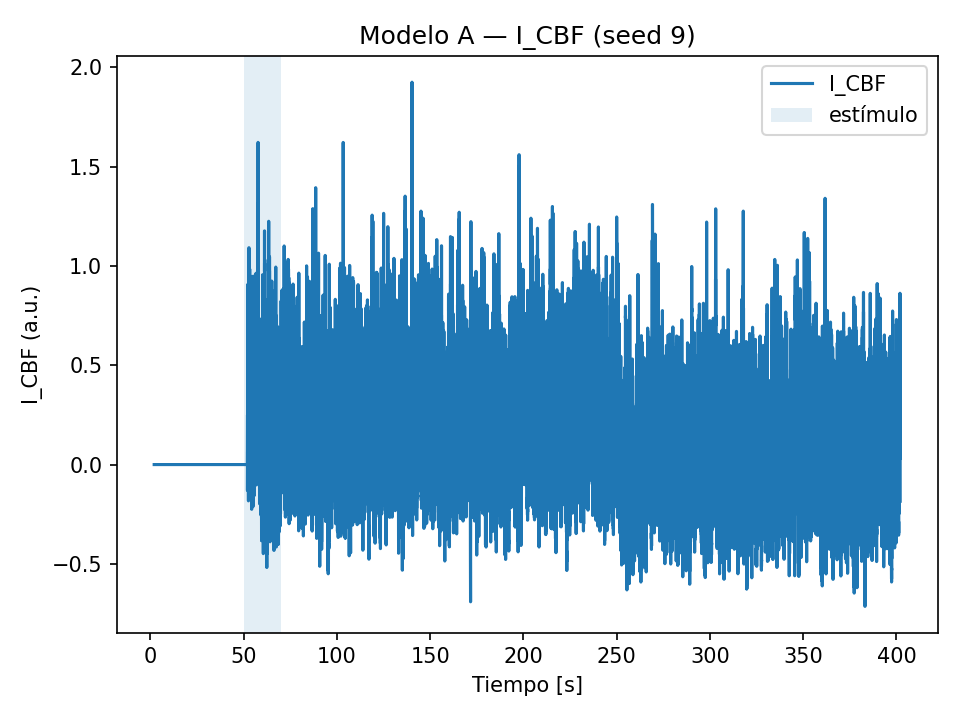 Modelo A — I_CBF (seed 9)
I_CBF
estímulo
I_CBF (a.u.)
2.0
1.5
1.0
0.5
0.0
−0.5
0 50 100 150 200 250 300 350 400
Tiempo [s]